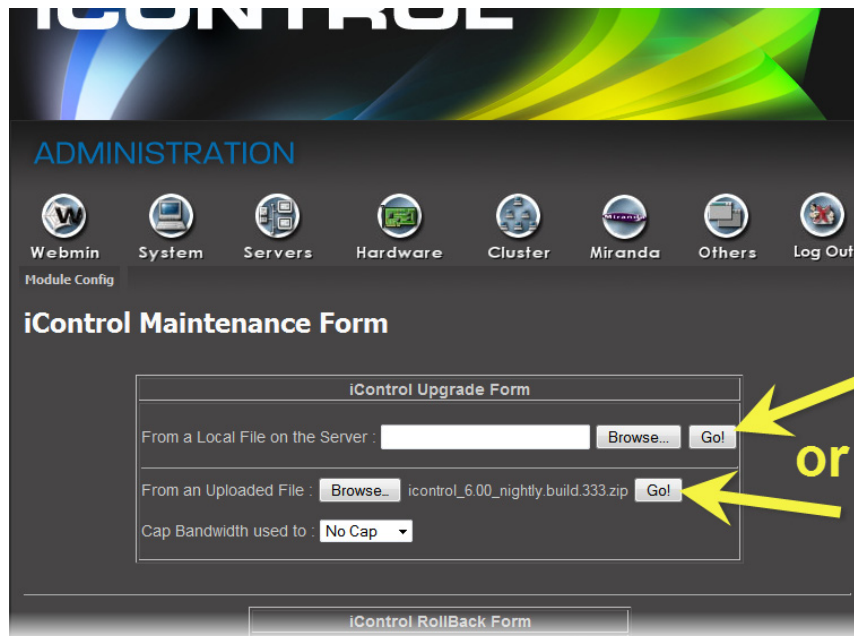 iCONTROL
ADMINISTRATION
Webmin System Servers Hardware Cluster Miranda Others Log Out
Module Config
iControl Maintenance Form
iControl Upgrade Form
From a Local File on the Server : Browse... Go!
or
From an Uploaded File : Browse... icontrol_6.00_nightly.build.333.zip Go!
Cap Bandwidth used to : No Cap
iControl RollBack Form